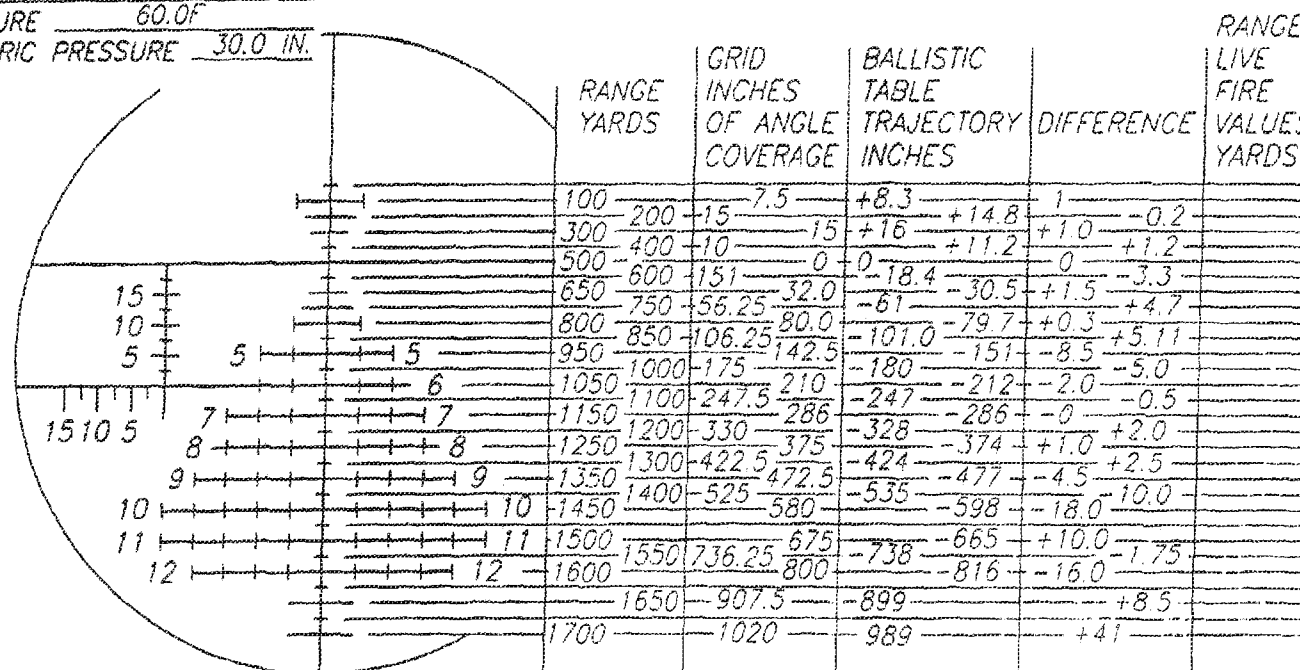 URE 60.0F
RIC PRESSURE 30.0 IN.
RANGE YARDS
GRID INCHES OF ANGLE COVERAGE
BALLISTIC TABLE TRAJECTORY INCHES
DIFFERENCE
RANGE LIVE FIRE VALUES YARDS
100 7.5 +8.3 1
200 15 +14.8 -0.2
300 15 +16 +1.0
400 10 +11.2 +1.2
500 0 0 0
600 151 -18.4 -3.3
650 32.0 -30.5 +1.5
750 56.25 -61 +4.7
800 80.0 -79.7 +0.3
850 106.25 -101.0 +5.11
950 142.5 -151 -8.5
1000 175 -180 -5.0
1050 210 -212 -2.0
1100 247.5 -247 -0.5
1150 286 -286 -0
1200 330 -328 +2.0
1250 375 -374 +1.0
1300 422.5 -424 +2.5
1350 472.5 -477 -4.5
1400 525 -535 -10.0
1450 580 -598 -18.0
1500 675 -665 +10.0
1550 736.25 -738 -1.75
1600 800 -816 -16.0
1650 907.5 -899 +8.5
1700 1020 989 +41
15
10
5
15 10 5
5 5
6
7 7
8 8
9 9
10 10
11 11
12 12